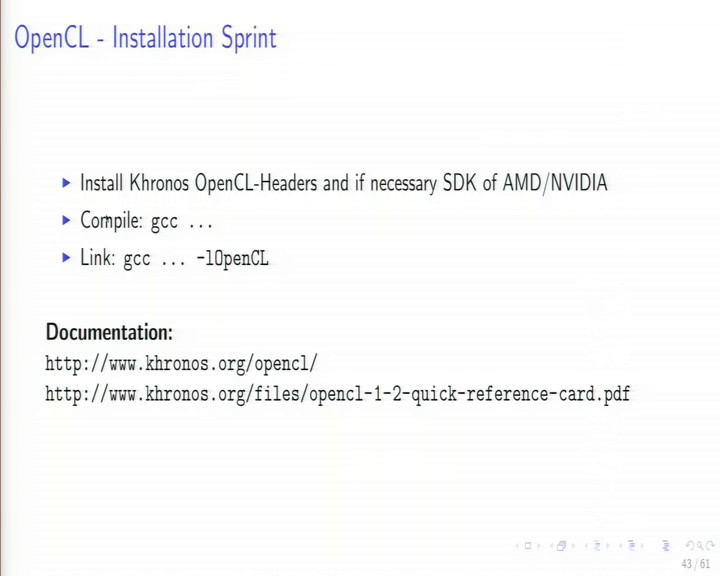 OpenCL - Installation Sprint
Install Khronos OpenCL-Headers and if necessary SDK of AMD/NVIDIA
Compile: gcc ...
Link: gcc ... -lOpenCL
Documentation:
http://www.khronos.org/opencl/
http://www.khronos.org/files/opencl-1-2-quick-reference-card.pdf
43 / 61